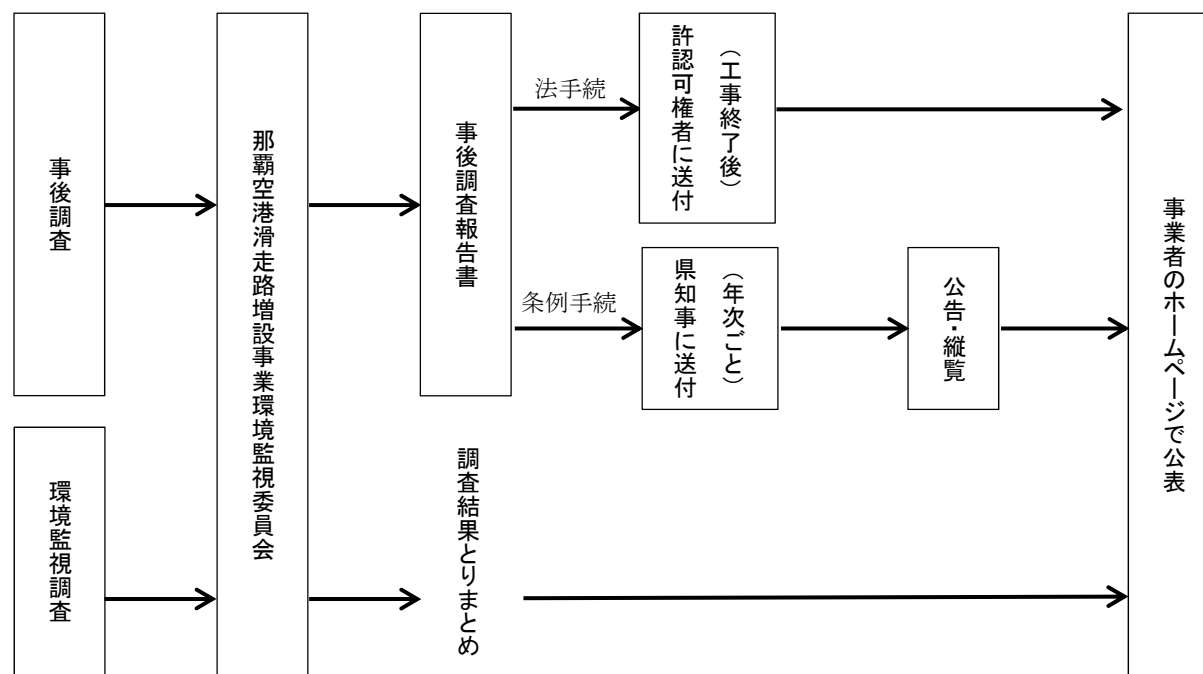 事後調査
環境監視調査
那覇空港滑走路増設事業環境監視委員会
事後調査報告書
調査結果とりまとめ
法手続
許認可権者に送付
（工事終了後）
条例手続
県知事に送付
（年次ごと）
公告・縦覧
事業者のホームページで公表